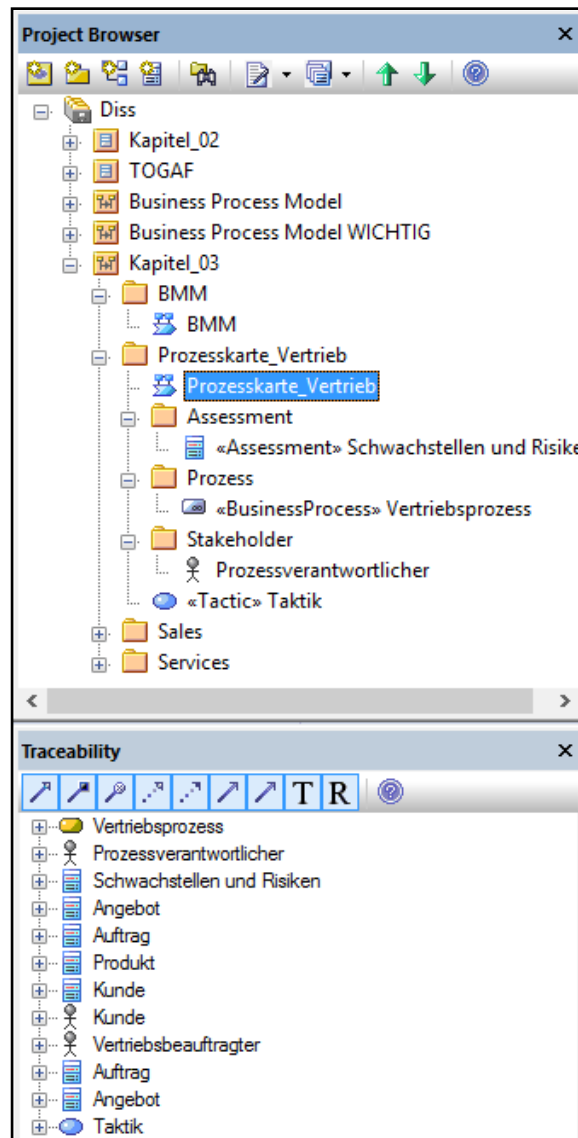 Project Browser
Diss
Kapitel_02
TOGAF
Business Process Model
Business Process Model WICHTIG
Kapitel_03
BMM
BMM
Prozesskarte_Vertrieb
Prozesskarte_Vertrieb
Assessment
«Assessment» Schwachstellen und Risike
Prozess
«BusinessProcess» Vertriebsprozess
Stakeholder
Prozessverantwortlicher
«Tactic» Taktik
Sales
Services
Traceability
T R
Vertriebsprozess
Prozessverantwortlicher
Schwachstellen und Risiken
Angebot
Auftrag
Produkt
Kunde
Kunde
Vertriebsbeauftragter
Auftrag
Angebot
Taktik